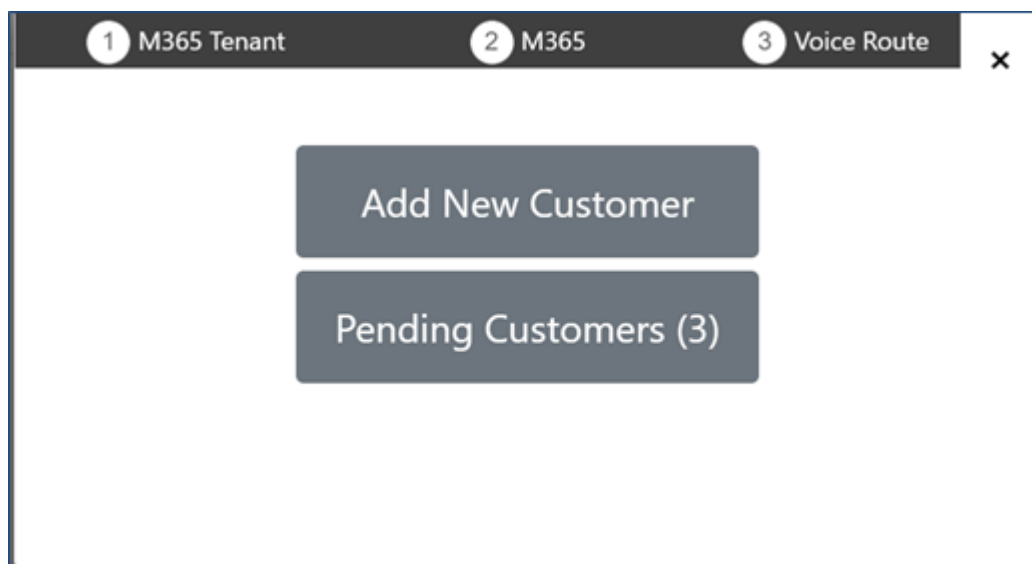 1 M365 Tenant 2 M365 3 Voice Route
×
Add New Customer
Pending Customers (3)